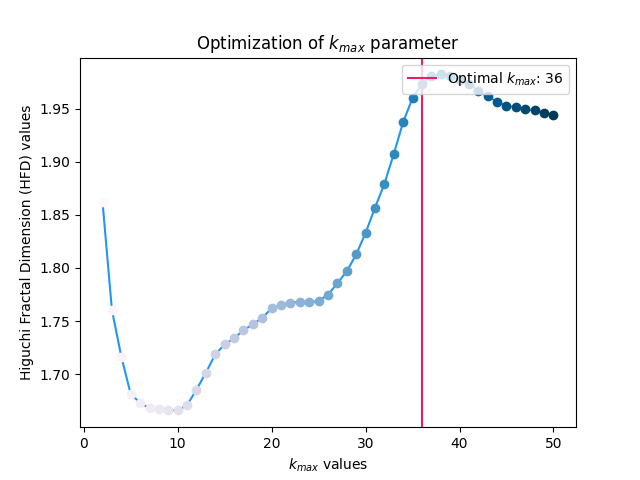 Optimization of k_max parameter
Optimal k_max: 36
Higuchi Fractal Dimension (HFD) values
1.95
1.90
1.85
1.80
1.75
1.70
0 10 20 30 40 50
k_max values